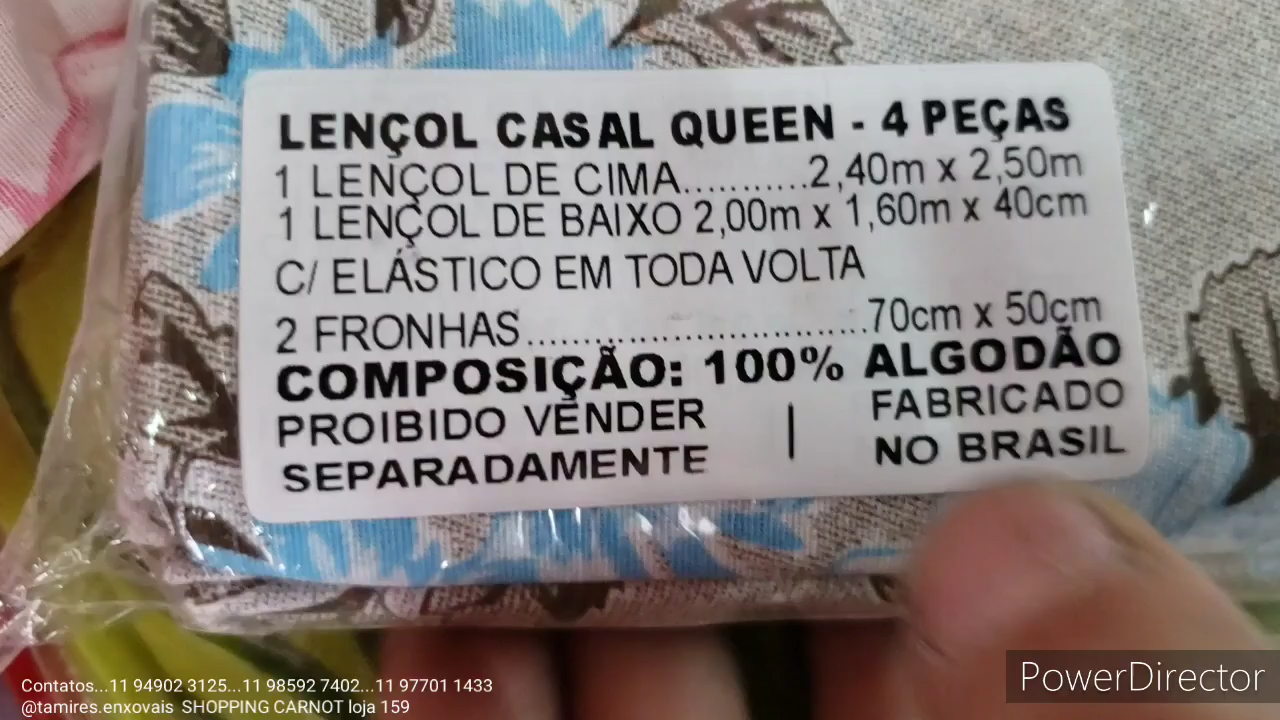 LENÇOL CASAL QUEEN - 4 PEÇAS
1 LENÇOL DE CIMA...........2,40m x 2,50m
1 LENÇOL DE BAIXO 2,00m x 1,60m x 40cm
C/ ELÁSTICO EM TODA VOLTA
2 FRONHAS..............................70cm x 50cm
COMPOSIÇÃO: 100% ALGODÃO
PROIBIDO VENDER | FABRICADO
SEPARADAMENTE NO BRASIL
Contatos...11 94902 3125...11 98592 7402...11 97701 1433
@tamires.enxovais SHOPPING CARNOT loja 159
PowerDirector